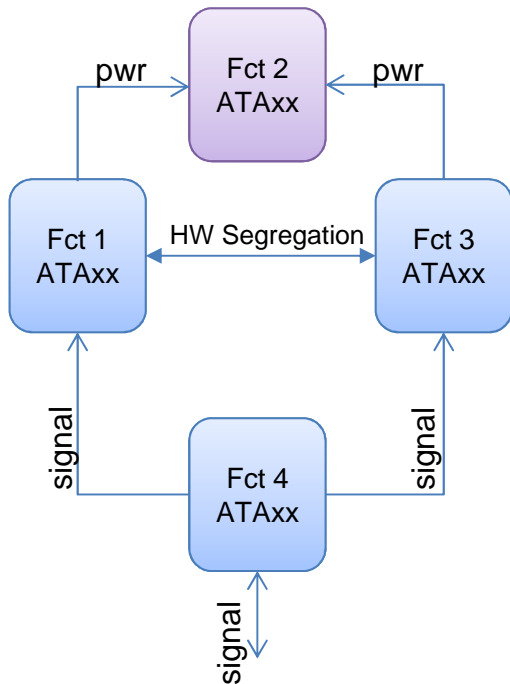 pwr
Fct 2
ATAxx
pwr
Fct 1
ATAxx
HW Segregation
Fct 3
ATAxx
signal
signal
Fct 4
ATAxx
signal